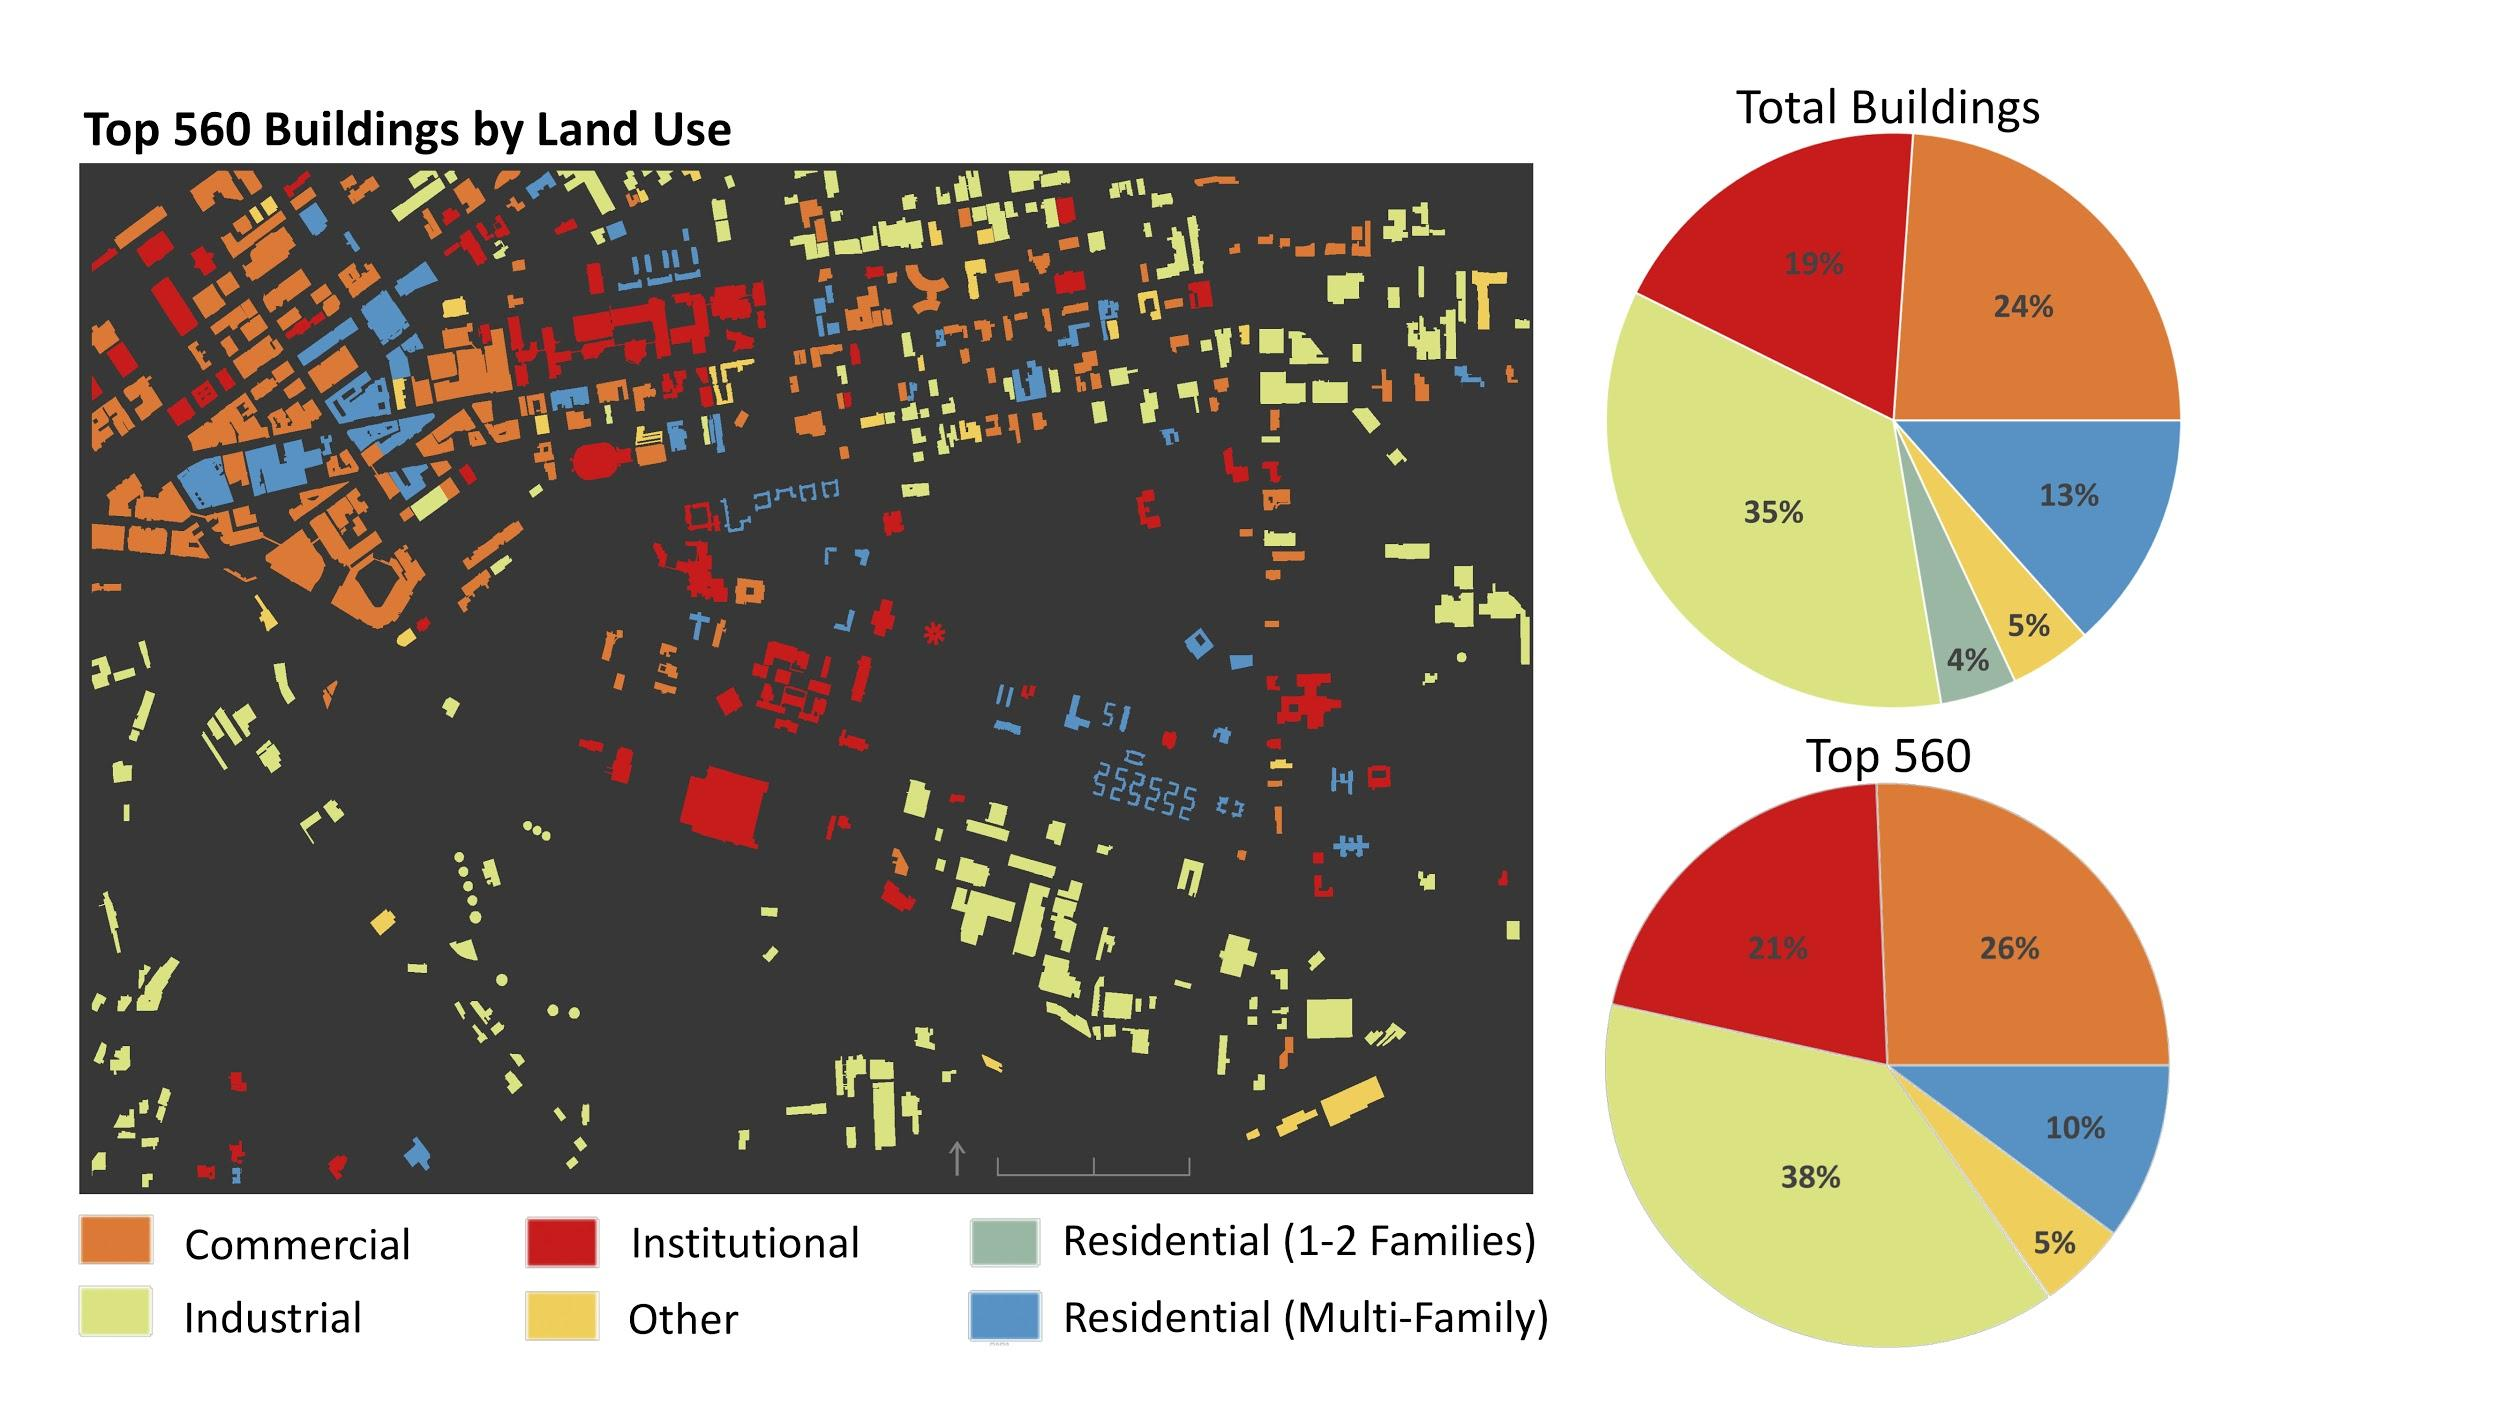 Top 560 Buildings by Land Use
Total Buildings
19%
24%
35%
13%
5%
4%
Top 560
21%
26%
38%
10%
5%
Commercial
Institutional
Residential (1-2 Families)
Industrial
Other
Residential (Multi-Family)